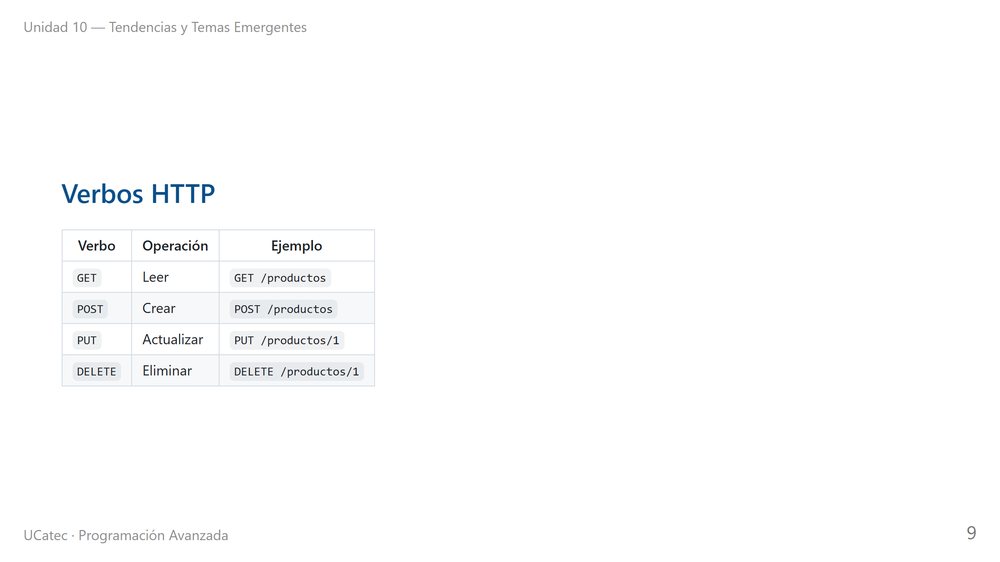 Unidad 10 — Tendencias y Temas Emergentes
Verbos HTTP
Verbo Operación Ejemplo
GET Leer GET /productos
POST Crear POST /productos
PUT Actualizar PUT /productos/1
DELETE Eliminar DELETE /productos/1
UCatec · Programación Avanzada
9